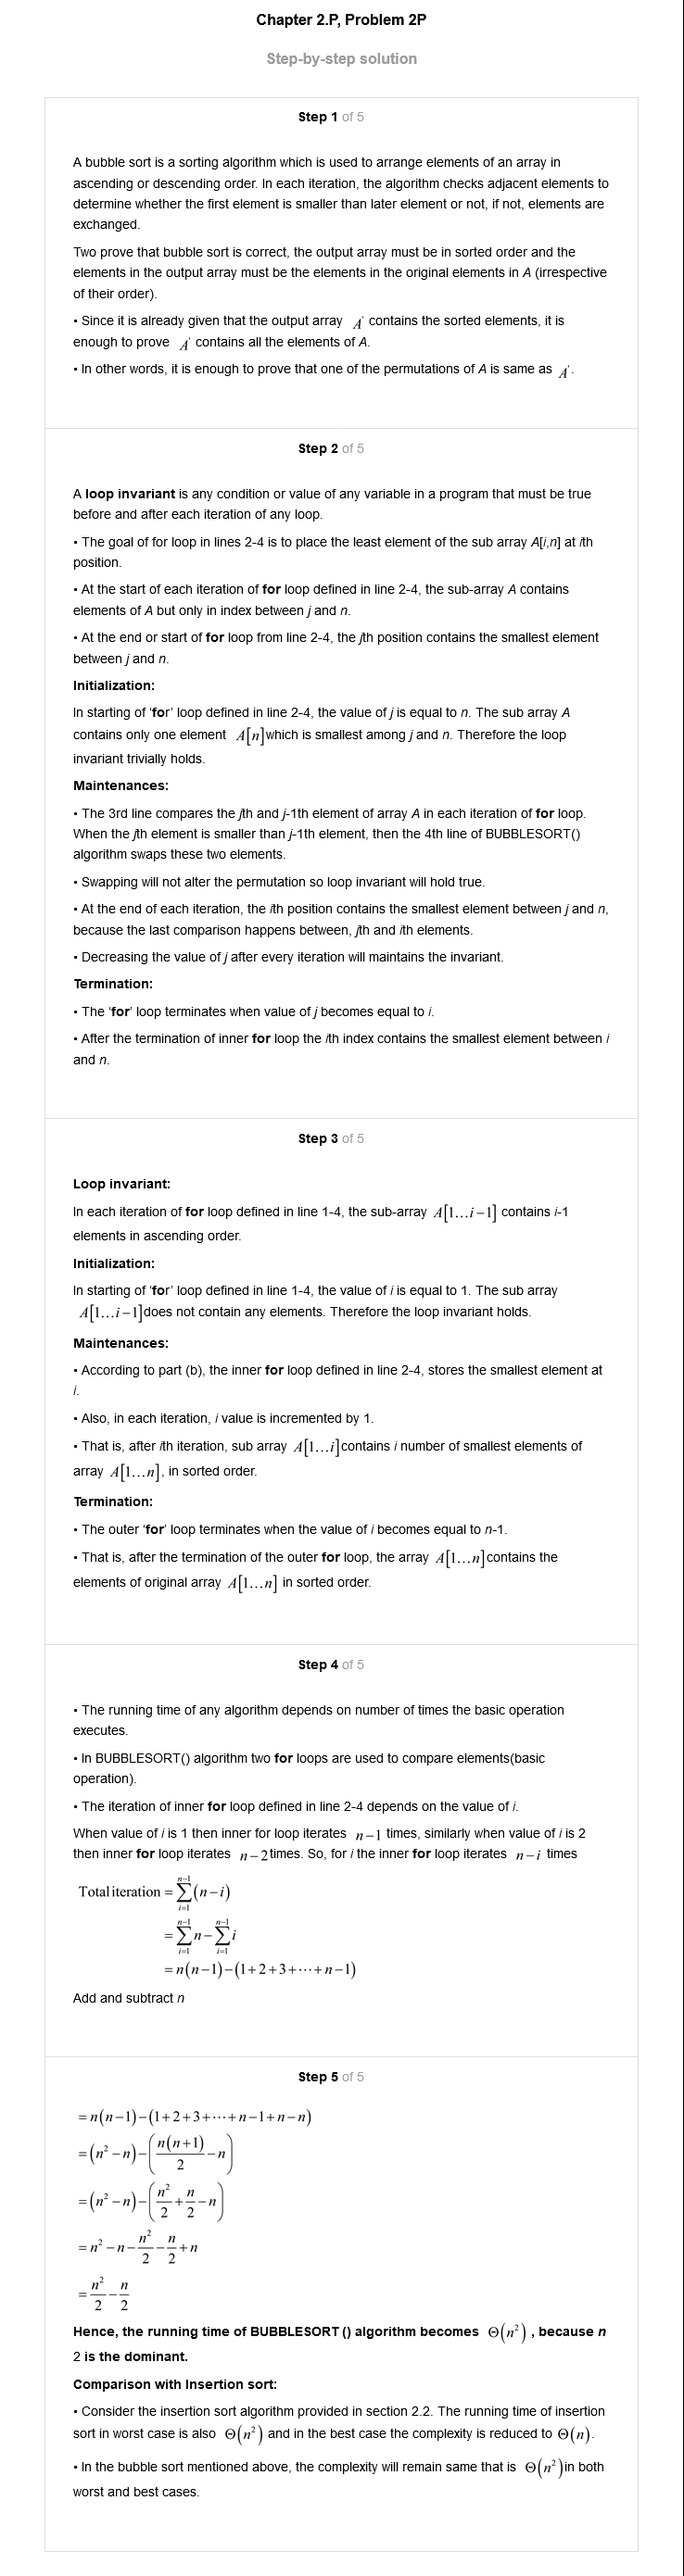 Chapter 2.P, Problem 2P
Step-by-step solution
Step 1 of 5
A bubble sort is a sorting algorithm which is used to arrange elements of an array in
ascending or descending order. In each iteration, the algorithm checks adjacent elements to
determine whether the first element is smaller than later element or not, if not, elements are
exchanged.
Two prove that bubble sort is correct, the output array must be in sorted order and the
elements in the output array must be the elements in the original elements in A (irrespective
of their order).
• Since it is already given that the output array A' contains the sorted elements, it is
enough to prove A' contains all the elements of A.
• In other words, it is enough to prove that one of the permutations of A is same as A'.
Step 2 of 5
A loop invariant is any condition or value of any variable in a program that must be true
before and after each iteration of any loop.
• The goal of for loop in lines 2-4 is to place the least element of the sub array A[i,n] at ith
position.
• At the start of each iteration of for loop defined in line 2-4, the sub-array A contains
elements of A but only in index between j and n.
• At the end or start of for loop from line 2-4, the jth position contains the smallest element
between j and n.
Initialization:
In starting of 'for' loop defined in line 2-4, the value of j is equal to n. The sub array A
contains only one element A[n]which is smallest among j and n. Therefore the loop
invariant trivially holds.
Maintenances:
• The 3rd line compares the jth and j-1th element of array A in each iteration of for loop.
When the jth element is smaller than j-1th element, then the 4th line of BUBBLESORT()
algorithm swaps these two elements.
• Swapping will not alter the permutation so loop invariant will hold true.
• At the end of each iteration, the ith position contains the smallest element between j and n,
because the last comparison happens between, jth and ith elements.
• Decreasing the value of j after every iteration will maintains the invariant.
Termination:
• The 'for' loop terminates when value of j becomes equal to i.
• After the termination of inner for loop the ith index contains the smallest element between i
and n.
Step 3 of 5
Loop invariant:
In each iteration of for loop defined in line 1-4, the sub-array A[1…i−1] contains i-1
elements in ascending order.
Initialization:
In starting of 'for' loop defined in line 1-4, the value of i is equal to 1. The sub array
A[1…i−1]does not contain any elements. Therefore the loop invariant holds.
Maintenances:
• According to part (b), the inner for loop defined in line 2-4, stores the smallest element at
i.
• Also, in each iteration, i value is incremented by 1.
• That is, after ith iteration, sub array A[1…i]contains i number of smallest elements of
array A[1…n], in sorted order.
Termination:
• The outer 'for' loop terminates when the value of i becomes equal to n-1.
• That is, after the termination of the outer for loop, the array A[1…n]contains the
elements of original array A[1…n] in sorted order.
Step 4 of 5
• The running time of any algorithm depends on number of times the basic operation
executes.
• In BUBBLESORT() algorithm two for loops are used to compare elements(basic
operation).
• The iteration of inner for loop defined in line 2-4 depends on the value of i.
When value of i is 1 then inner for loop iterates n−1 times, similarly when value of i is 2
then inner for loop iterates n−2times. So, for i the inner for loop iterates n−i times
Total iteration = ∑_{i=1}^{n−1}(n−i)
= ∑_{i=1}^{n−1} n − ∑_{i=1}^{n−1} i
= n(n−1)−(1+2+3+⋯+n−1)
Add and subtract n
Step 5 of 5
= n(n−1)−(1+2+3+⋯+n−1+n−n)
= (n²−n)−(n(n+1)/2 − n)
= (n²−n)−(n²/2 + n/2 − n)
= n²−n−n²/2−n/2+n
= n²/2 − n/2
Hence, the running time of BUBBLESORT () algorithm becomes Θ(n²) , because n
2 is the dominant.
Comparison with Insertion sort:
• Consider the insertion sort algorithm provided in section 2.2. The running time of insertion
sort in worst case is also Θ(n²) and in the best case the complexity is reduced to Θ(n).
• In the bubble sort mentioned above, the complexity will remain same that is Θ(n²)in both
worst and best cases.